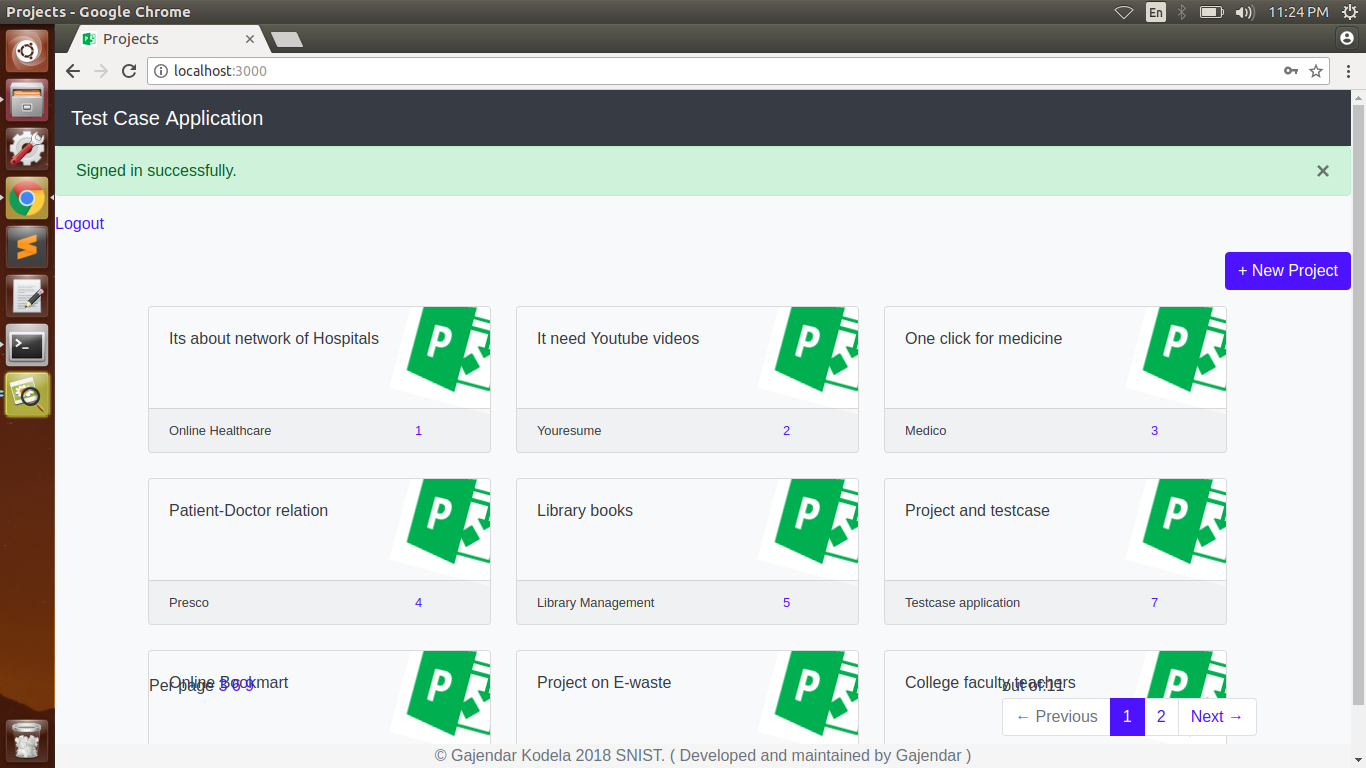 Projects - Google Chrome
En
11:24 PM
Projects
localhost:3000
Test Case Application
Signed in successfully.
×
Logout
+ New Project
Its about network of Hospitals
It need Youtube videos
One click for medicine
Online Healthcare 1
Youresume 2
Medico 3
Patient-Doctor relation
Library books
Project and testcase
Presco 4
Library Management 5
Testcase application 7
Online Bookmart
Project on E-waste
College faculty teachers
Per page 3 6 9
out of:11
← Previous 1 2 Next →
© Gajendar Kodela 2018 SNIST. ( Developed and maintained by Gajendar )